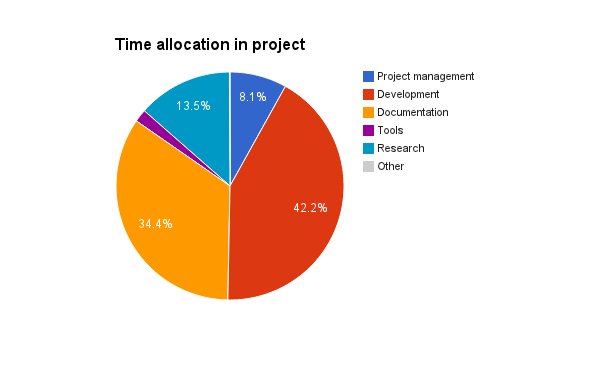 Time allocation in project
Project management
Development
Documentation
Tools
Research
Other
8.1%
13.5%
42.2%
34.4%